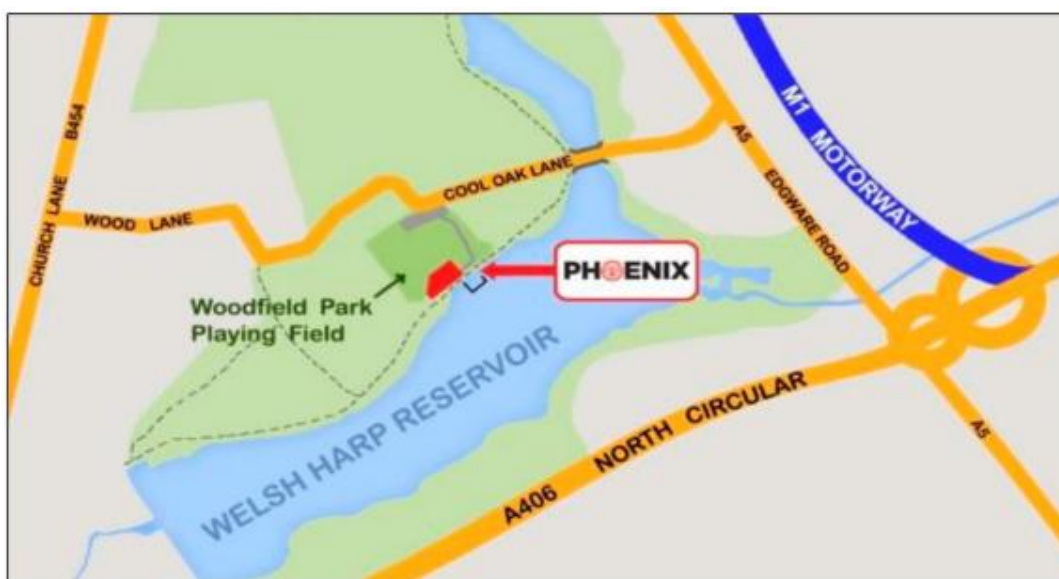 B454
CHURCH LANE
WOOD LANE
COOL OAK LANE
A5
EDGWARE ROAD
M1 MOTORWAY
PHOENIX
Woodfield Park
Playing Field
WELSH HARP RESERVOIR
A406 NORTH CIRCULAR
A5